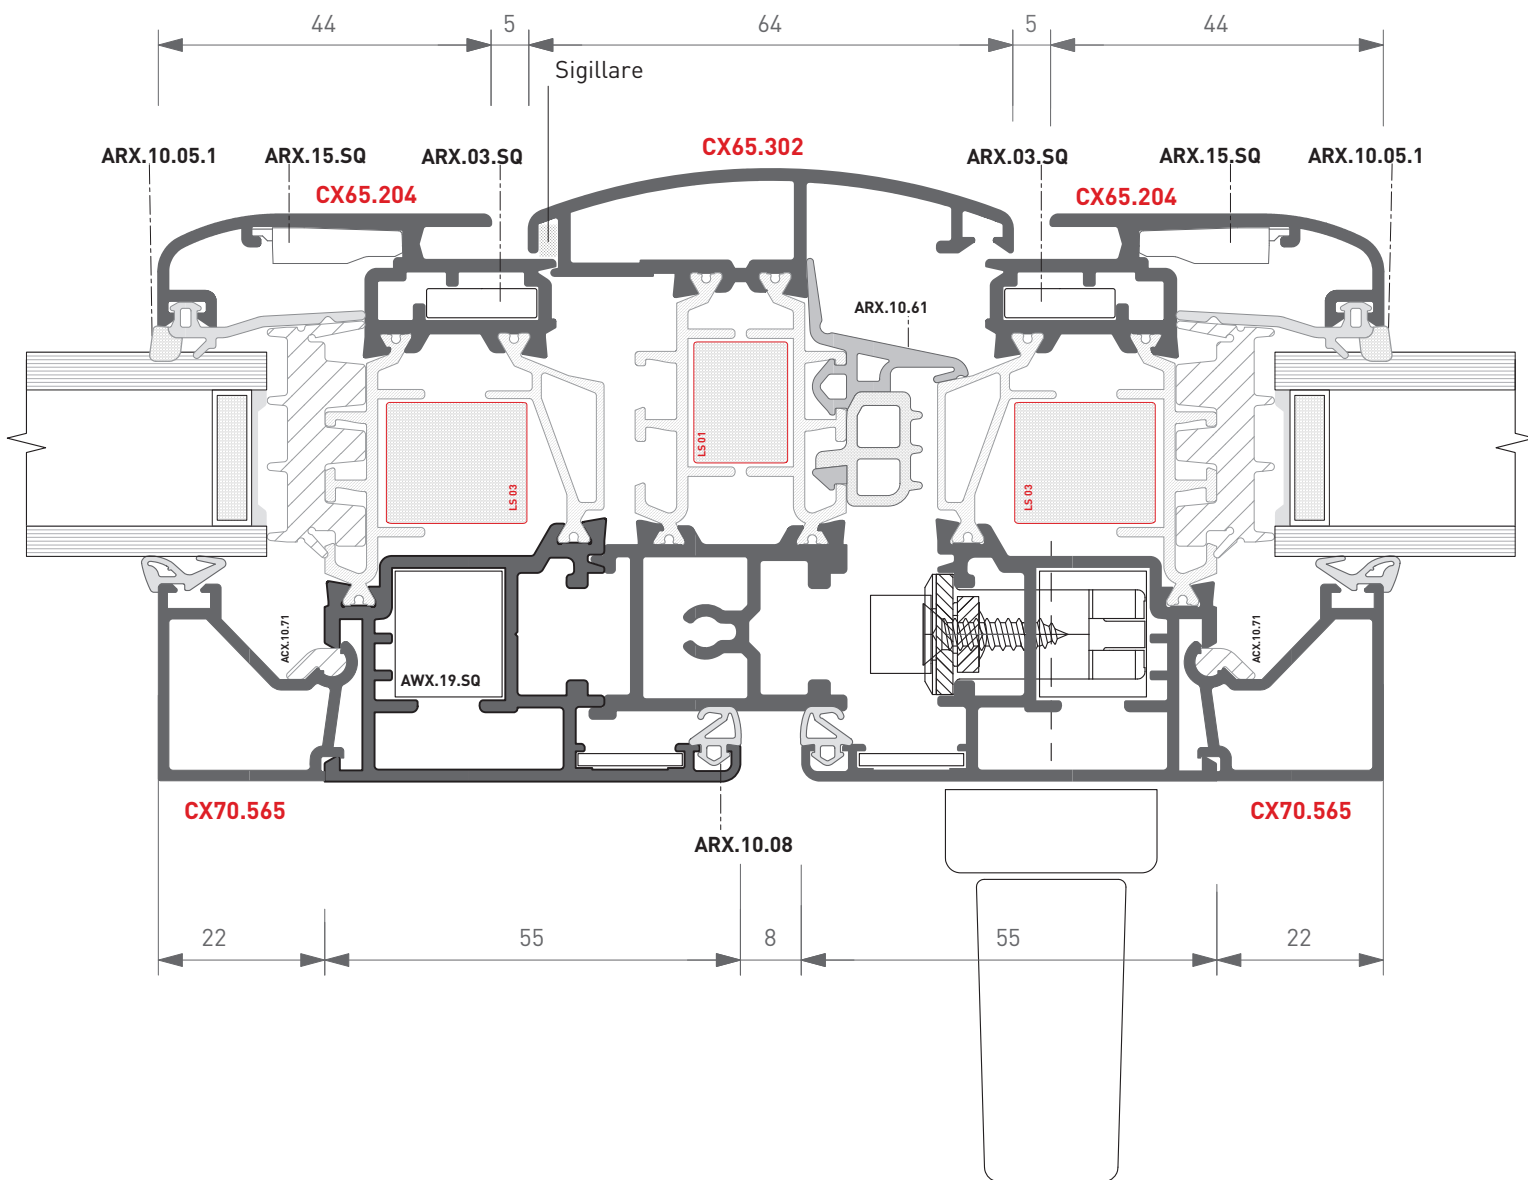 44
5
64
5
44
Sigillare
ARX.10.05.1
ARX.15.SQ
ARX.03.SQ
CX65.302
ARX.03.SQ
ARX.15.SQ
ARX.10.05.1
CX65.204
CX65.204
ARX.10.61
LS 01
LS 03
LS 03
ACX.10.71
ACX.10.71
AWX.19.SQ
CX70.565
CX70.565
ARX.10.08
22
55
8
55
22